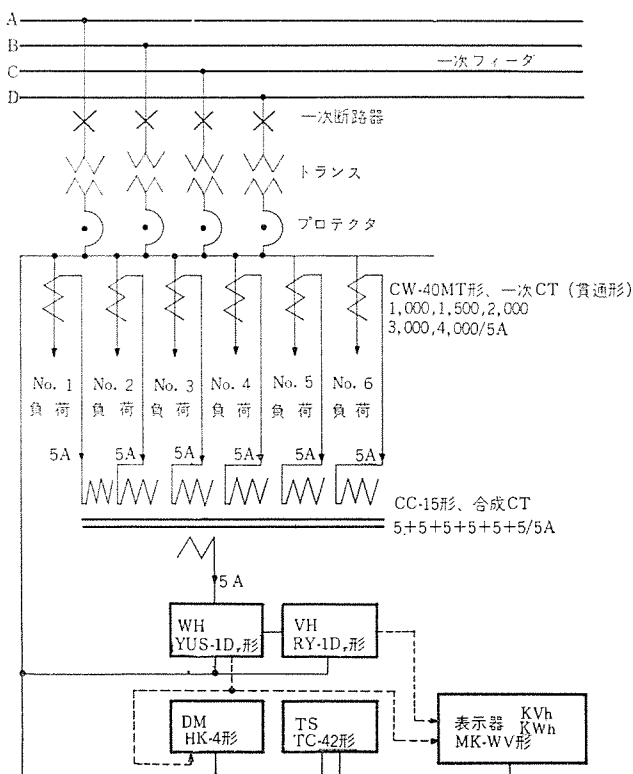 A
B
C
一次フィーダ
D
一次断路器
トランス
プロテクタ
CW-40MT形、一次CT(貫通形)
1,000,1,500,2,000
3,000,4,000/5A
No. 1 No. 2 No. 3 No. 4 No. 5 No. 6
負荷 負荷 負荷 負荷 負荷 負荷
5A 5A 5A 5A 5A 5A
CC-15形、合成CT
5+5+5+5+5+5/5A
5A
WH
YUS-1Dr形
VH
RY-1Dr形
DM
HK-4形
TS
TC-42形
表示器 KVh
KWh
MK-WV形